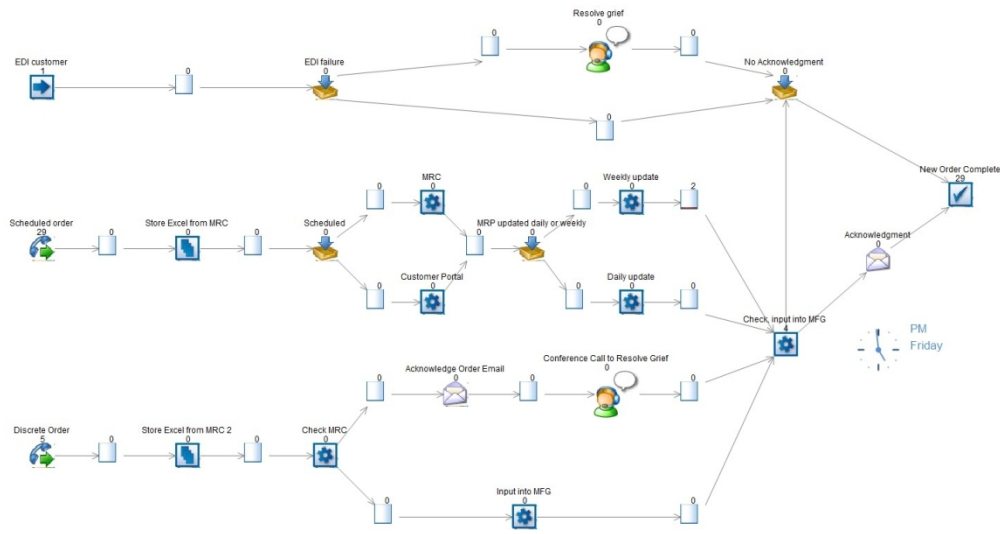 Resolve grief
0
0
0
EDI customer
1
0
EDI failure
0
No Acknowledgment
0
0
New Order Complete
29
MRC
0
0
0
Weekly update
0
0
2
Scheduled order
29
0
Store Excel from MRC
0
0
Scheduled
0
0
MRP updated daily or weekly
0
Acknowledgment
0
Customer Portal
0
0
Daily update
0
0
0
Check, input into MFG
4
PM
Friday
Acknowledge Order Email
0
0
0
Conference Call to Resolve Grief
0
0
Discrete Order
5
0
Store Excel from MRC 2
0
0
Check MRC
0
Input into MFG
0
0
0